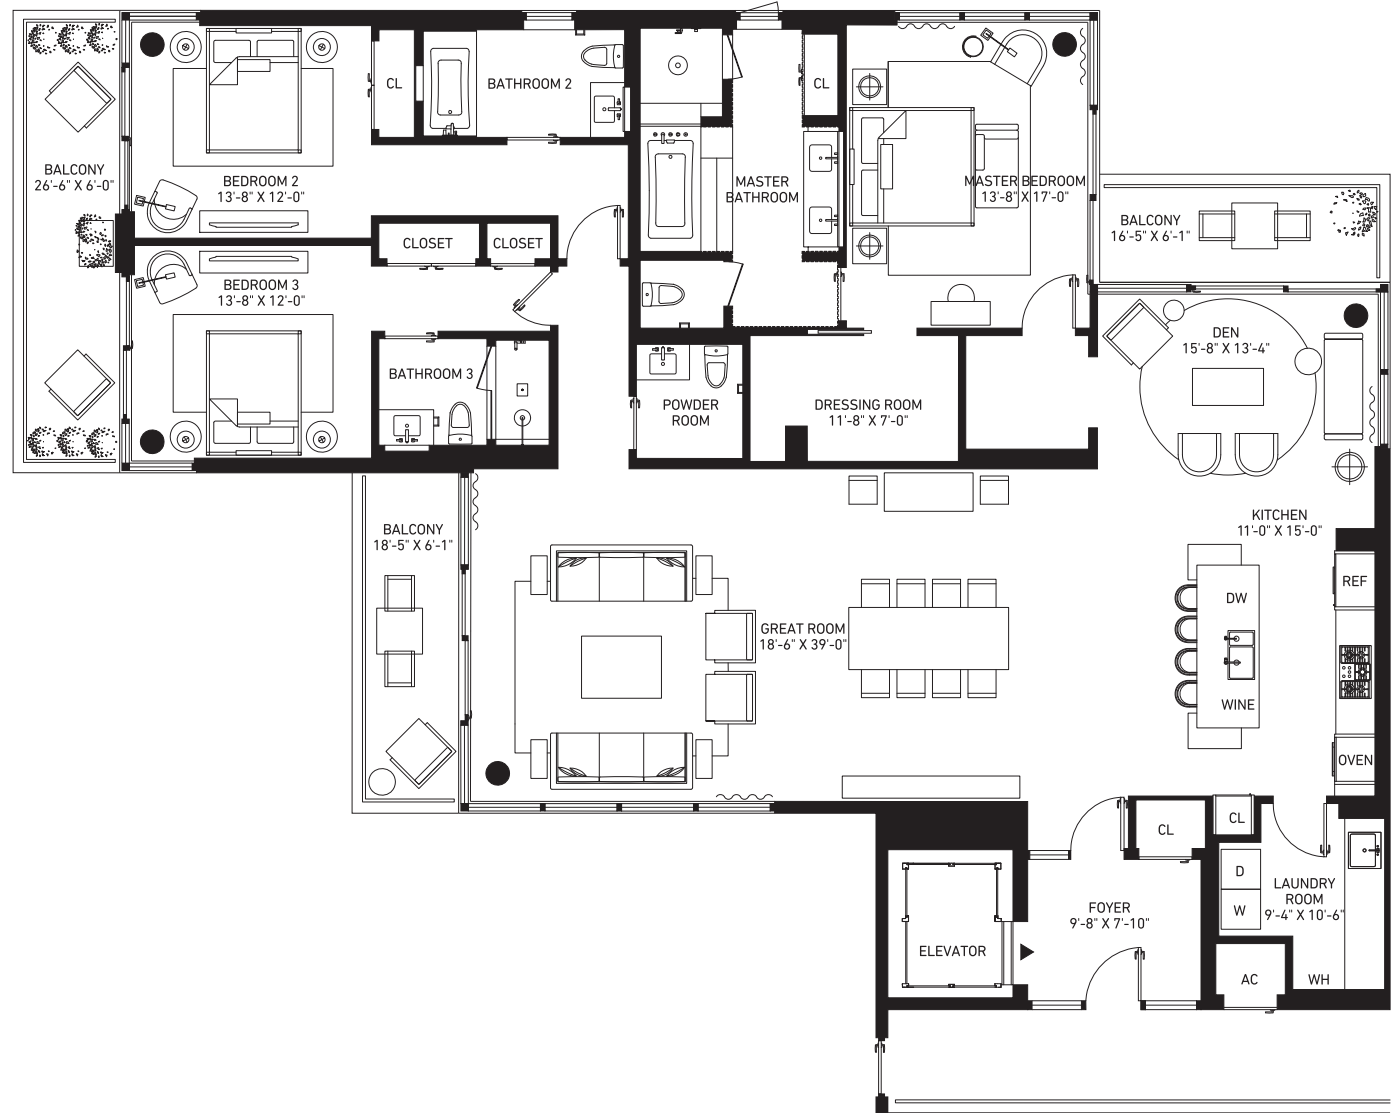 CL
BATHROOM 2
CL
BALCONY
26'-6" X 6'-0"
BEDROOM 2
13'-8" X 12'-0"
MASTER
BATHROOM
MASTER BEDROOM
13'-8" X 17'-0"
BALCONY
16'-5" X 6'-1"
CLOSET
CLOSET
BEDROOM 3
13'-8" X 12'-0"
DEN
15'-8" X 13'-4"
BATHROOM 3
POWDER
ROOM
DRESSING ROOM
11'-8" X 7'-0"
BALCONY
18'-5" X 6'-1"
KITCHEN
11'-0" X 15'-0"
REF
DW
GREAT ROOM
18'-6" X 39'-0"
WINE
OVEN
CL
CL
D
W
LAUNDRY
ROOM
9'-4" X 10'-6"
FOYER
9'-8" X 7'-10"
ELEVATOR
AC
WH